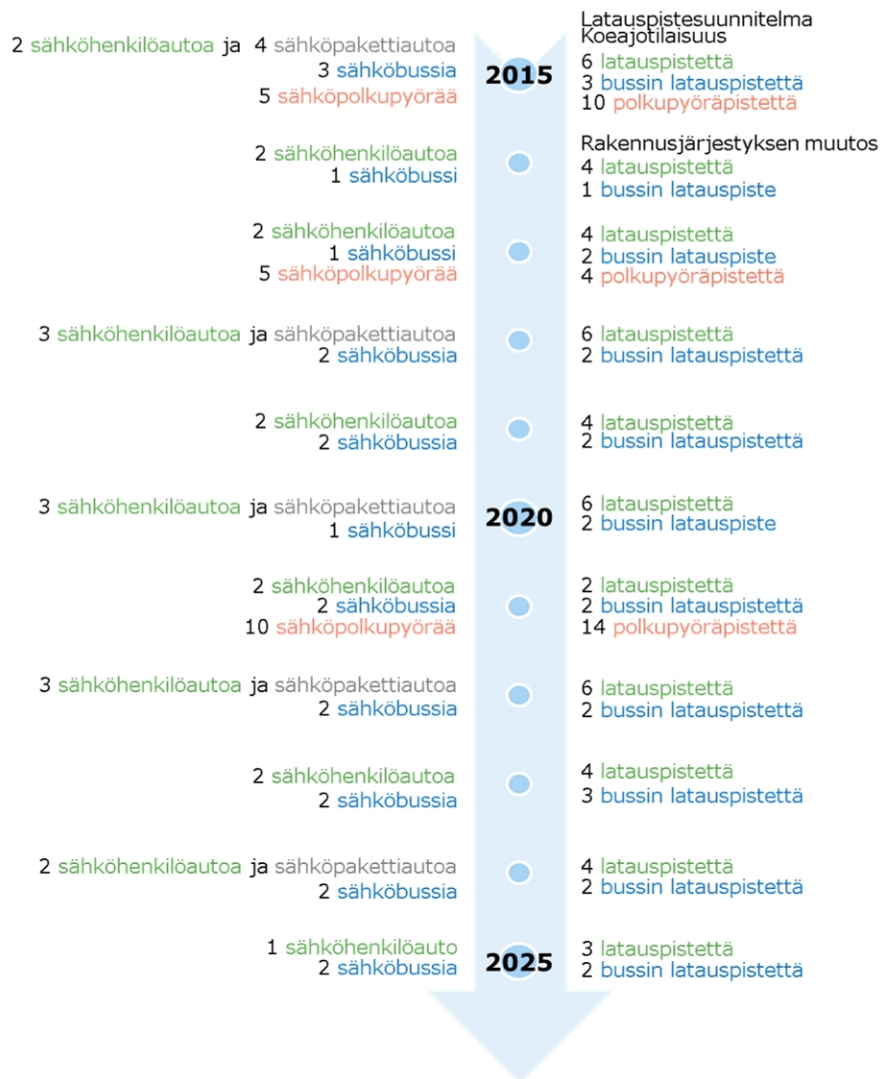 Latauspistesuunnitelma
Koeajotilaisuus
2 sähköhenkilöautoa ja 4 sähköpakettiautoa
3 sähköbussia
5 sähköpolkupyörää
2015
6 latauspistettä
3 bussin latauspistettä
10 polkupyöräpistettä
2 sähköhenkilöautoa
1 sähköbussi
Rakennusjärjestyksen muutos
4 latauspistettä
1 bussin latauspiste
2 sähköhenkilöautoa
1 sähköbussi
5 sähköpolkupyörää
4 latauspistettä
2 bussin latauspiste
4 polkupyöräpistettä
3 sähköhenkilöautoa ja sähköpakettiautoa
2 sähköbussia
6 latauspistettä
2 bussin latauspistettä
2 sähköhenkilöautoa
2 sähköbussia
4 latauspistettä
2 bussin latauspistettä
3 sähköhenkilöautoa ja sähköpakettiautoa
1 sähköbussi
2020
6 latauspistettä
2 bussin latauspiste
2 sähköhenkilöautoa
2 sähköbussia
10 sähköpolkupyörää
2 latauspistettä
2 bussin latauspistettä
14 polkupyöräpistettä
3 sähköhenkilöautoa ja sähköpakettiautoa
2 sähköbussia
6 latauspistettä
2 bussin latauspistettä
2 sähköhenkilöautoa
2 sähköbussia
4 latauspistettä
3 bussin latauspistettä
2 sähköhenkilöautoa ja sähköpakettiautoa
2 sähköbussia
4 latauspistettä
2 bussin latauspistettä
1 sähköhenkilöauto
2 sähköbussia
2025
3 latauspistettä
2 bussin latauspistettä